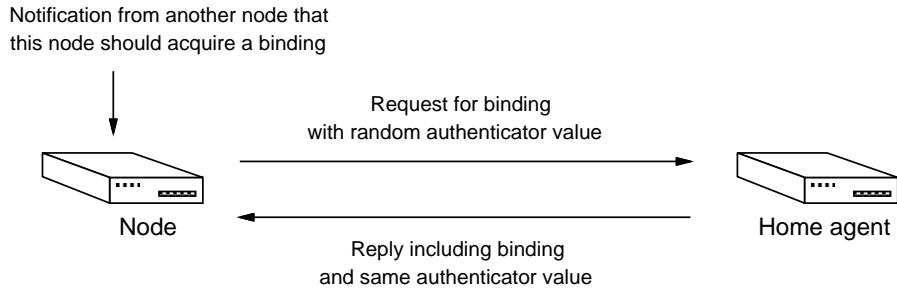 Notification from another node that
this node should acquire a binding
Request for binding
with random authenticator value
Node
Home agent
Reply including binding
and same authenticator value